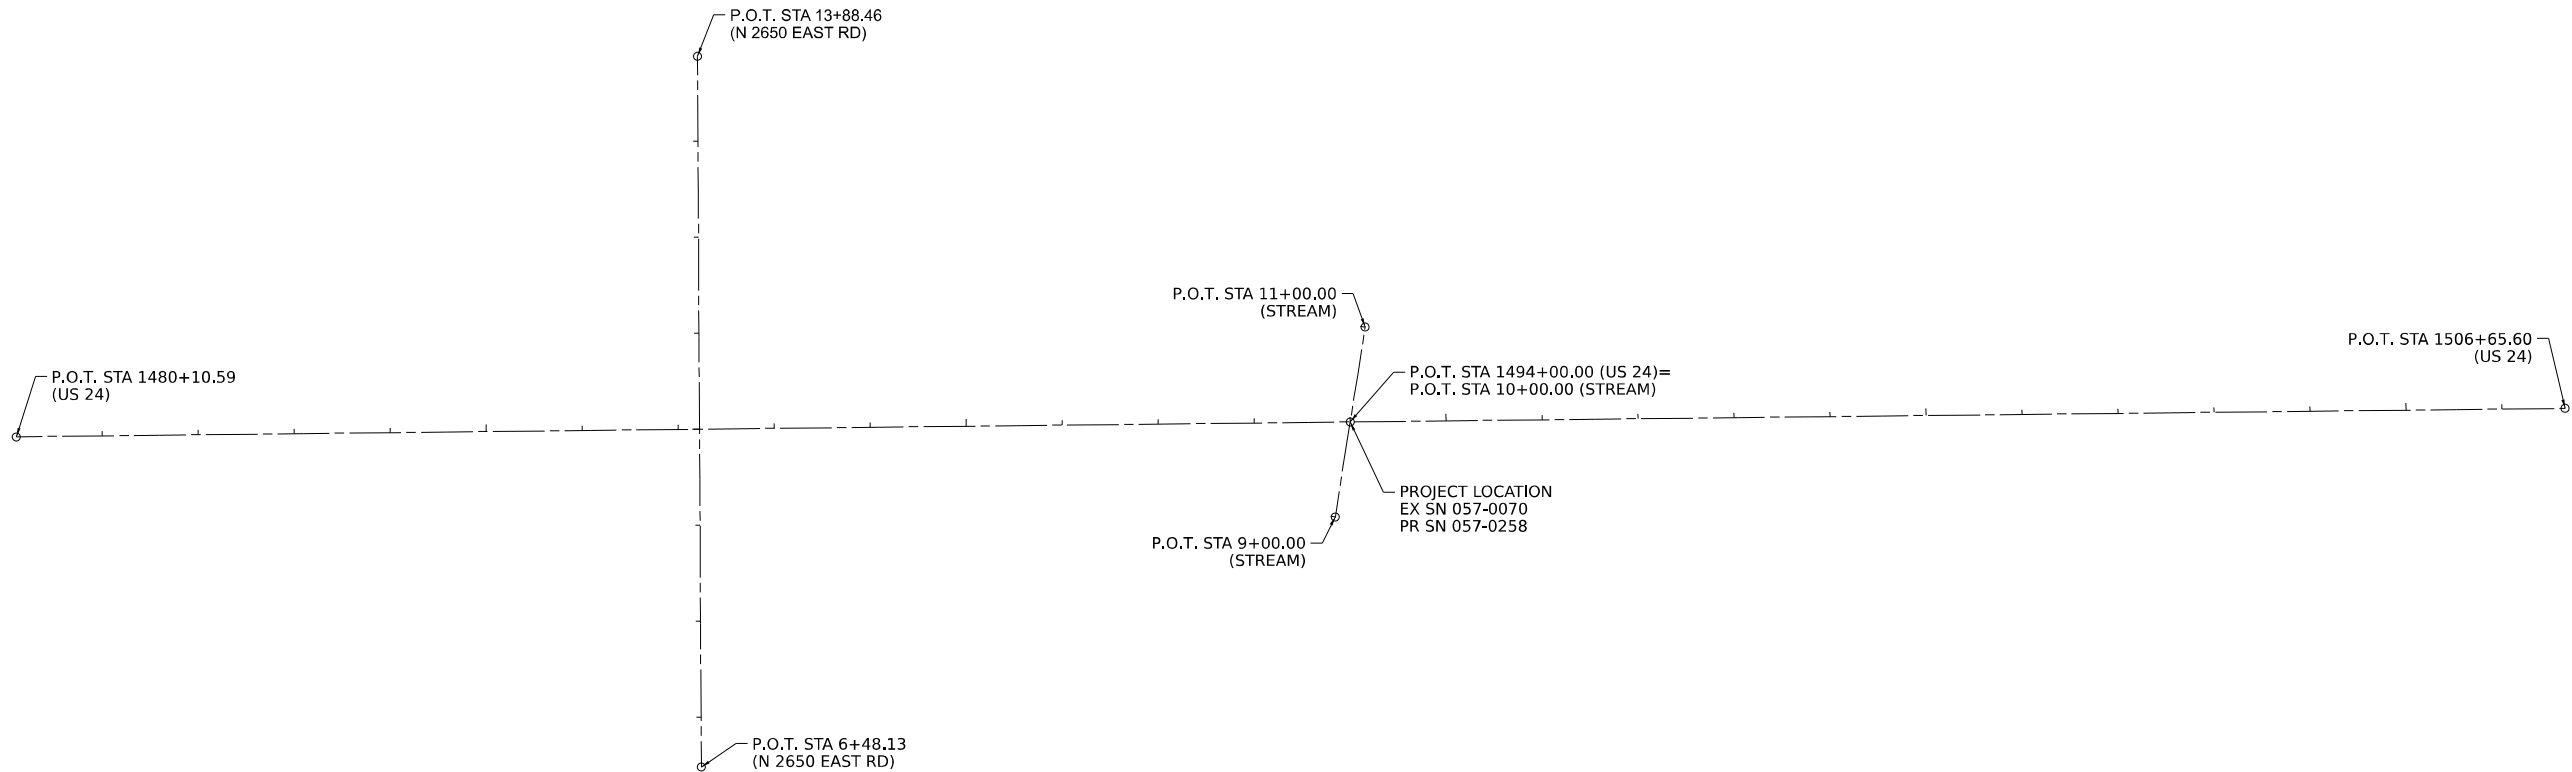 P.O.T. STA 13+88.46
(N 2650 EAST RD)
P.O.T. STA 11+00.00
(STREAM)
P.O.T. STA 1506+65.60
(US 24)
P.O.T. STA 1480+10.59
(US 24)
P.O.T. STA 1494+00.00 (US 24)=
P.O.T. STA 10+00.00 (STREAM)
PROJECT LOCATION
EX SN 057-0070
PR SN 057-0258
P.O.T. STA 9+00.00
(STREAM)
P.O.T. STA 6+48.13
(N 2650 EAST RD)